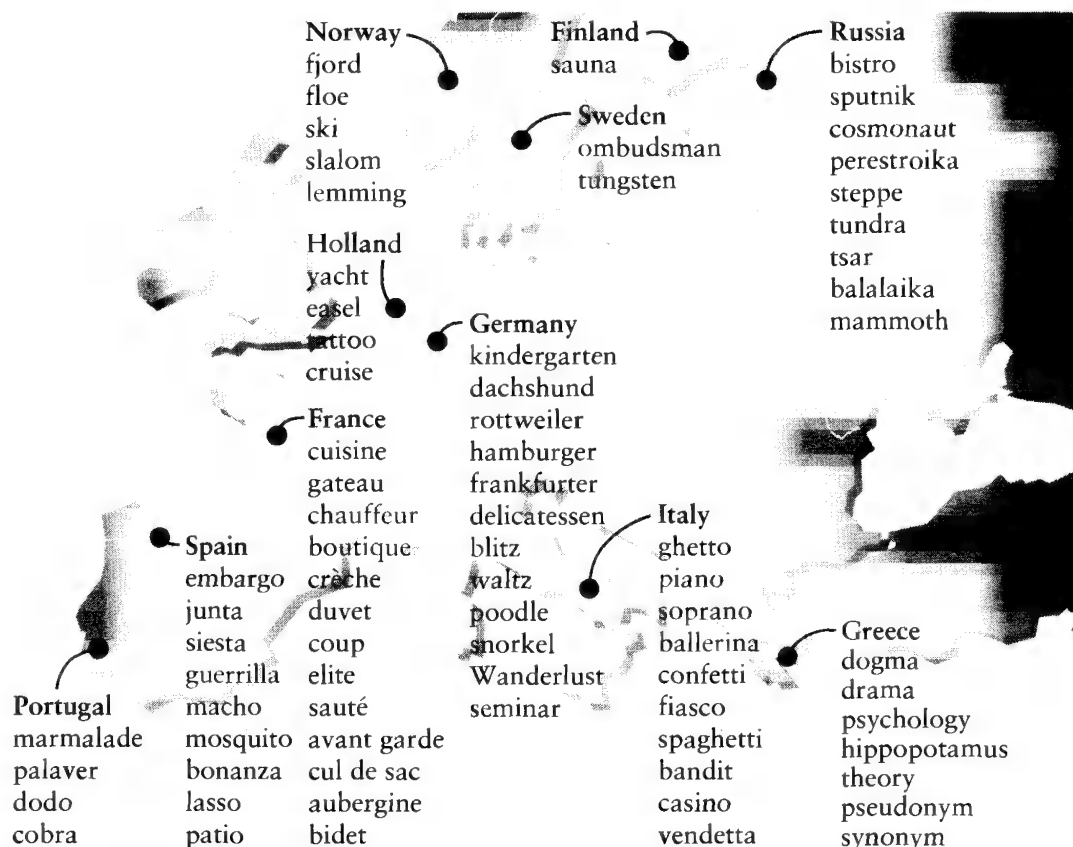 Norway
fjord
floe
ski
slalom
lemming
Finland
sauna
Sweden
ombudsman
tungsten
Russia
bistro
sputnik
cosmonaut
perestroika
steppe
tundra
tsar
balalaika
mammoth
Holland
yacht
easel
tattoo
cruise
Germany
kindergarten
dachshund
rottweiler
hamburger
frankfurter
delicatessen
blitz
waltz
poodle
snorkel
Wanderlust
seminar
France
cuisine
gateau
chauffeur
boutique
crèche
duvet
coup
elite
sauté
avant garde
cul de sac
aubergine
bidet
Spain
embargo
junta
siesta
guerrilla
macho
mosquito
bonanza
lasso
patio
Portugal
marmalade
palaver
dodo
cobra
Italy
ghetto
piano
soprano
ballerina
confetti
fiasco
spaghetti
bandit
casino
vendetta
Greece
dogma
drama
psychology
hippopotamus
theory
pseudonym
synonym